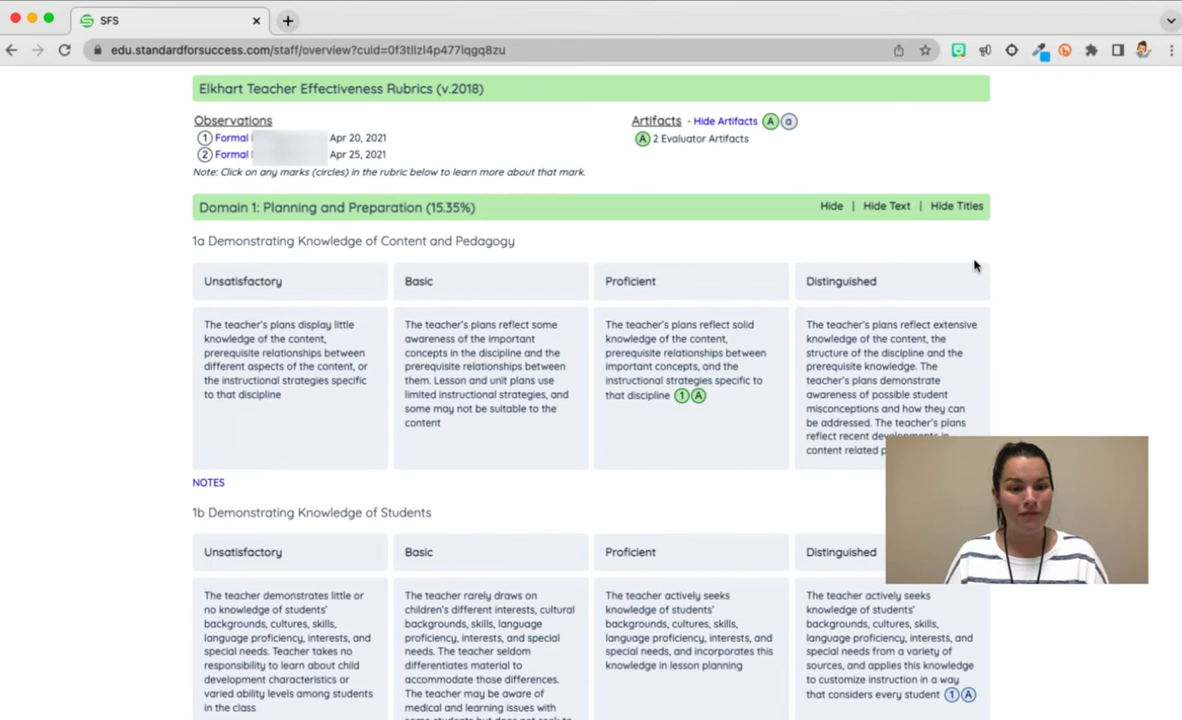 SFS
edu.standardforsuccess.com/staff/overview?cuid=0f3tllzl4p477iqgq8zu
Elkhart Teacher Effectiveness Rubrics (v.2018)
Observations
1 Formal Apr 20, 2021
2 Formal Apr 25, 2021
Artifacts - Hide Artifacts A a
A 2 Evaluator Artifacts
Note: Click on any marks (circles) in the rubric below to learn more about that mark.
Domain 1: Planning and Preparation (15.35%) Hide | Hide Text | Hide Titles
1a Demonstrating Knowledge of Content and Pedagogy
Unsatisfactory
The teacher's plans display little
knowledge of the content,
prerequisite relationships between
different aspects of the content, or
the instructional strategies specific
to that discipline
Basic
The teacher's plans reflect some
awareness of the important
concepts in the discipline and the
prerequisite relationships between
them. Lesson and unit plans use
limited instructional strategies, and
some may not be suitable to the
content
Proficient
The teacher's plans reflect solid
knowledge of the content,
prerequisite relationships between
important concepts, and the
instructional strategies specific to
that discipline 1 A
Distinguished
The teacher's plans reflect extensive
knowledge of the content, the
structure of the discipline and the
prerequisite knowledge. The
teacher's plans demonstrate
awareness of possible student
misconceptions and how they can
be addressed. The teacher's plans
reflect recent developments in
content related
NOTES
1b Demonstrating Knowledge of Students
Unsatisfactory
The teacher demonstrates little or
no knowledge of students'
backgrounds, cultures, skills,
language proficiency, interests, and
special needs. Teacher takes no
responsibility to learn about child
development characteristics or
varied ability levels among students
in the class
Basic
The teacher rarely draws on
children's different interests, cultural
backgrounds, skills, language
proficiency, interests, and special
needs. The teacher seldom
differentiates material to
accommodate those differences.
The teacher may be aware of
medical and learning issues with
some students but does not seek to
Proficient
The teacher actively seeks
knowledge of students'
backgrounds, cultures, skills,
language proficiency, interests, and
special needs, and incorporates this
knowledge in lesson planning
Distinguished
The teacher actively seeks
knowledge of students'
backgrounds, cultures, skills,
language proficiency, interests, and
special needs from a variety of
sources, and applies this knowledge
to customize instruction in a way
that considers every student 1 A